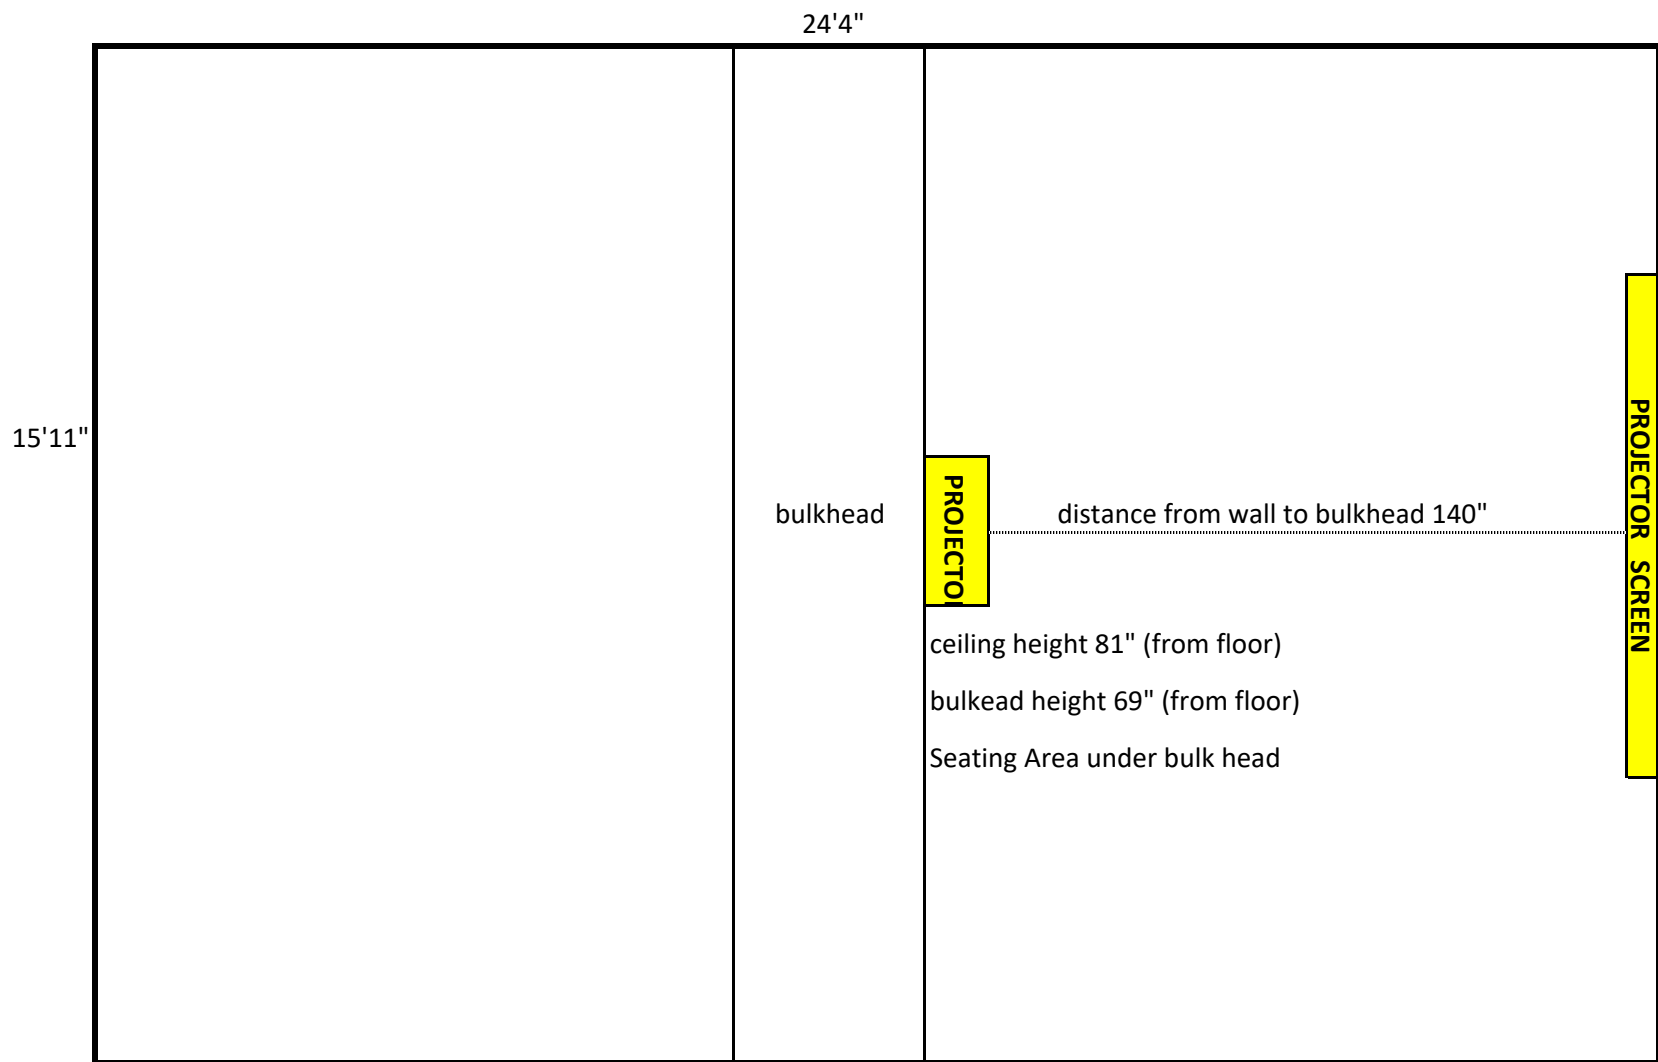 24'4"
15'11"
bulkhead
PROJECTO
distance from wall to bulkhead 140"
PROJECTOR SCREEN
ceiling height 81" (from floor)
bulkead height 69" (from floor)
Seating Area under bulk head